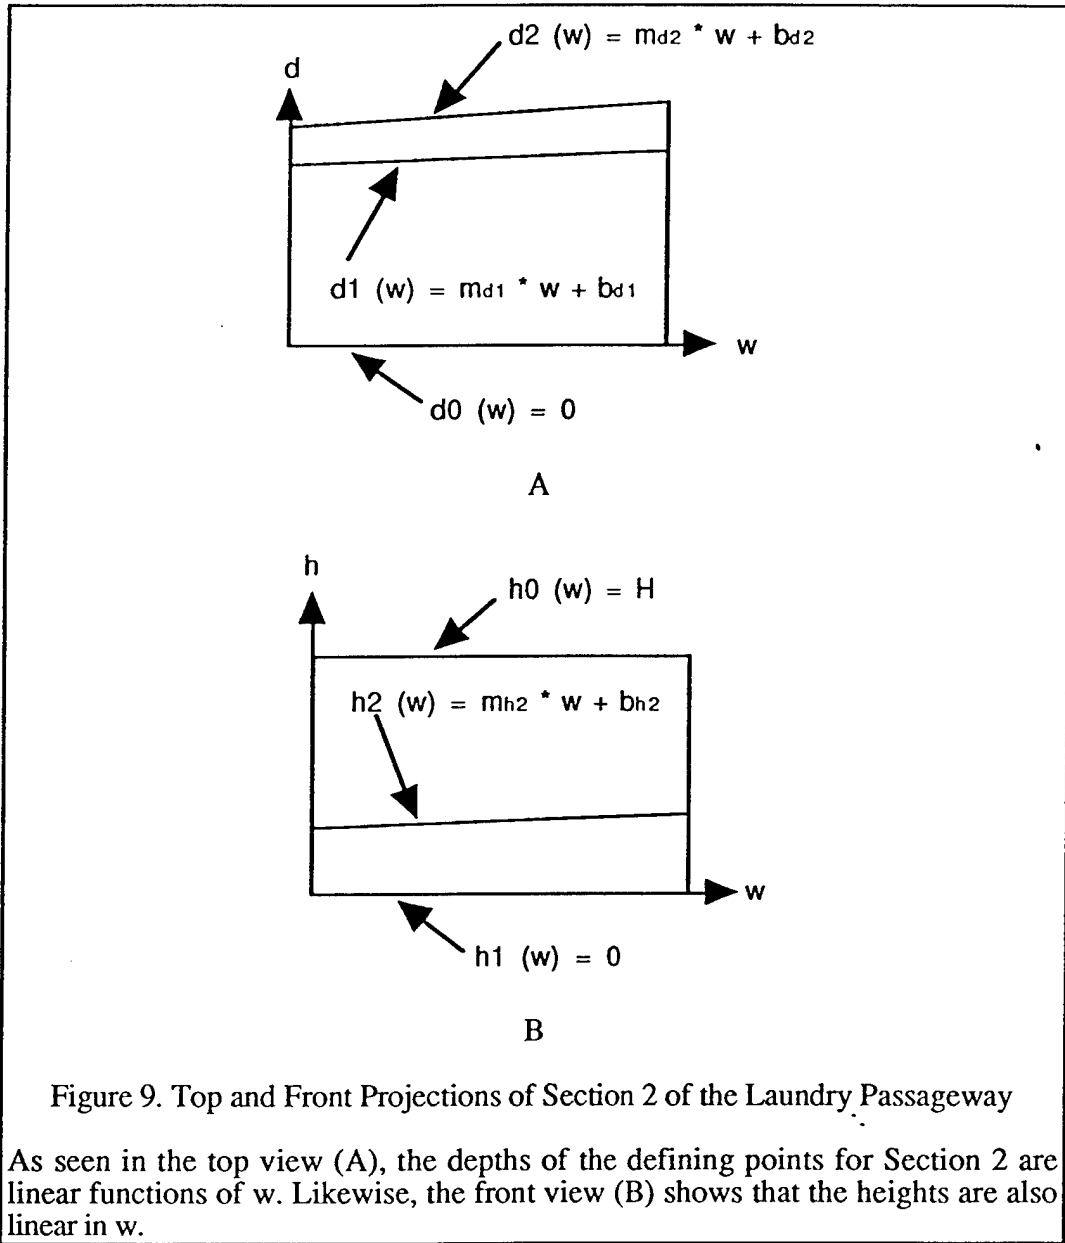 d2 (w) = md2 * w + bd2
d
d1 (w) = md1 * w + bd1
w
d0 (w) = 0
A
h
h0 (w) = H
h2 (w) = mh2 * w + bh2
w
h1 (w) = 0
B
Figure 9. Top and Front Projections of Section 2 of the Laundry Passageway
As seen in the top view (A), the depths of the defining points for Section 2 are
linear functions of w. Likewise, the front view (B) shows that the heights are also
linear in w.